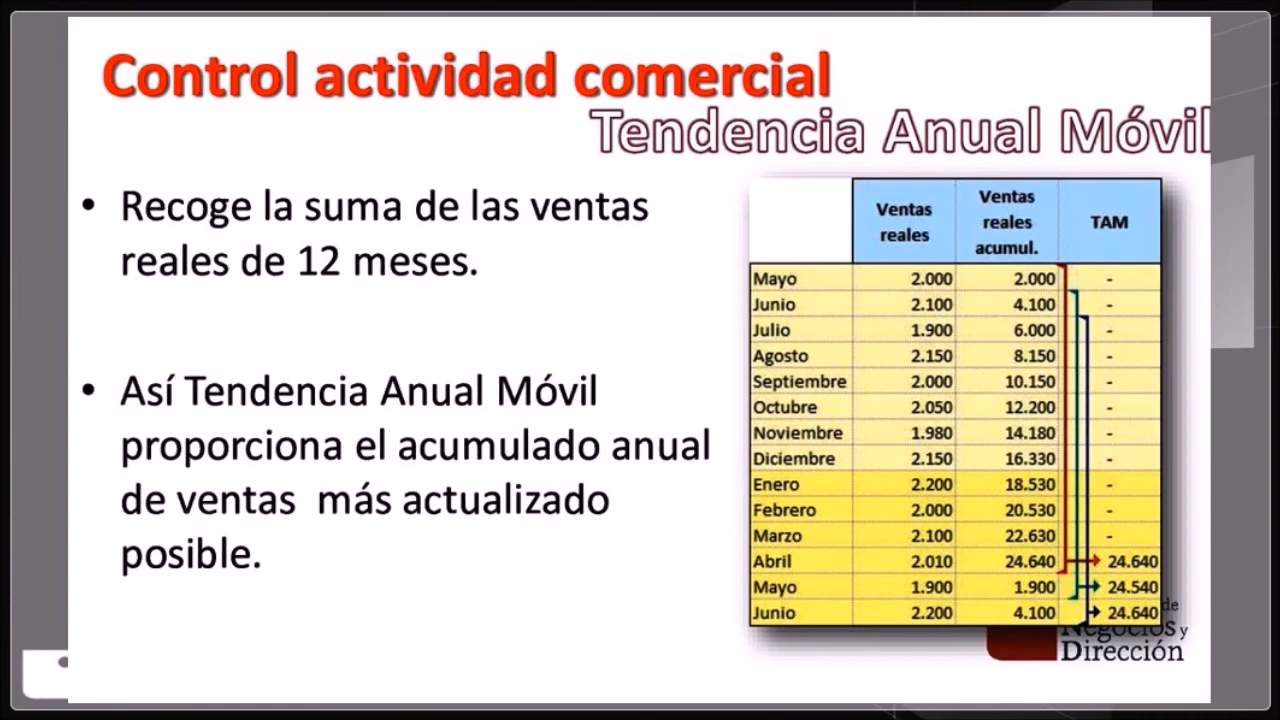 Control actividad comercial
Tendencia Anual Móvil
• Recoge la suma de las ventas
reales de 12 meses.
• Así Tendencia Anual Móvil
proporciona el acumulado anual
de ventas más actualizado
posible.
Ventas reales Ventas reales acumul. TAM
Mayo 2.000 2.000 -
Junio 2.100 4.100 -
Julio 1.900 6.000 -
Agosto 2.150 8.150 -
Septiembre 2.000 10.150 -
Octubre 2.050 12.200 -
Noviembre 1.980 14.180 -
Diciembre 2.150 16.330 -
Enero 2.200 18.530 -
Febrero 2.000 20.530 -
Marzo 2.100 22.630 -
Abril 2.010 24.640 24.640
Mayo 1.900 1.900 24.540
Junio 2.200 4.100 24.640
de
Negocios y
Dirección